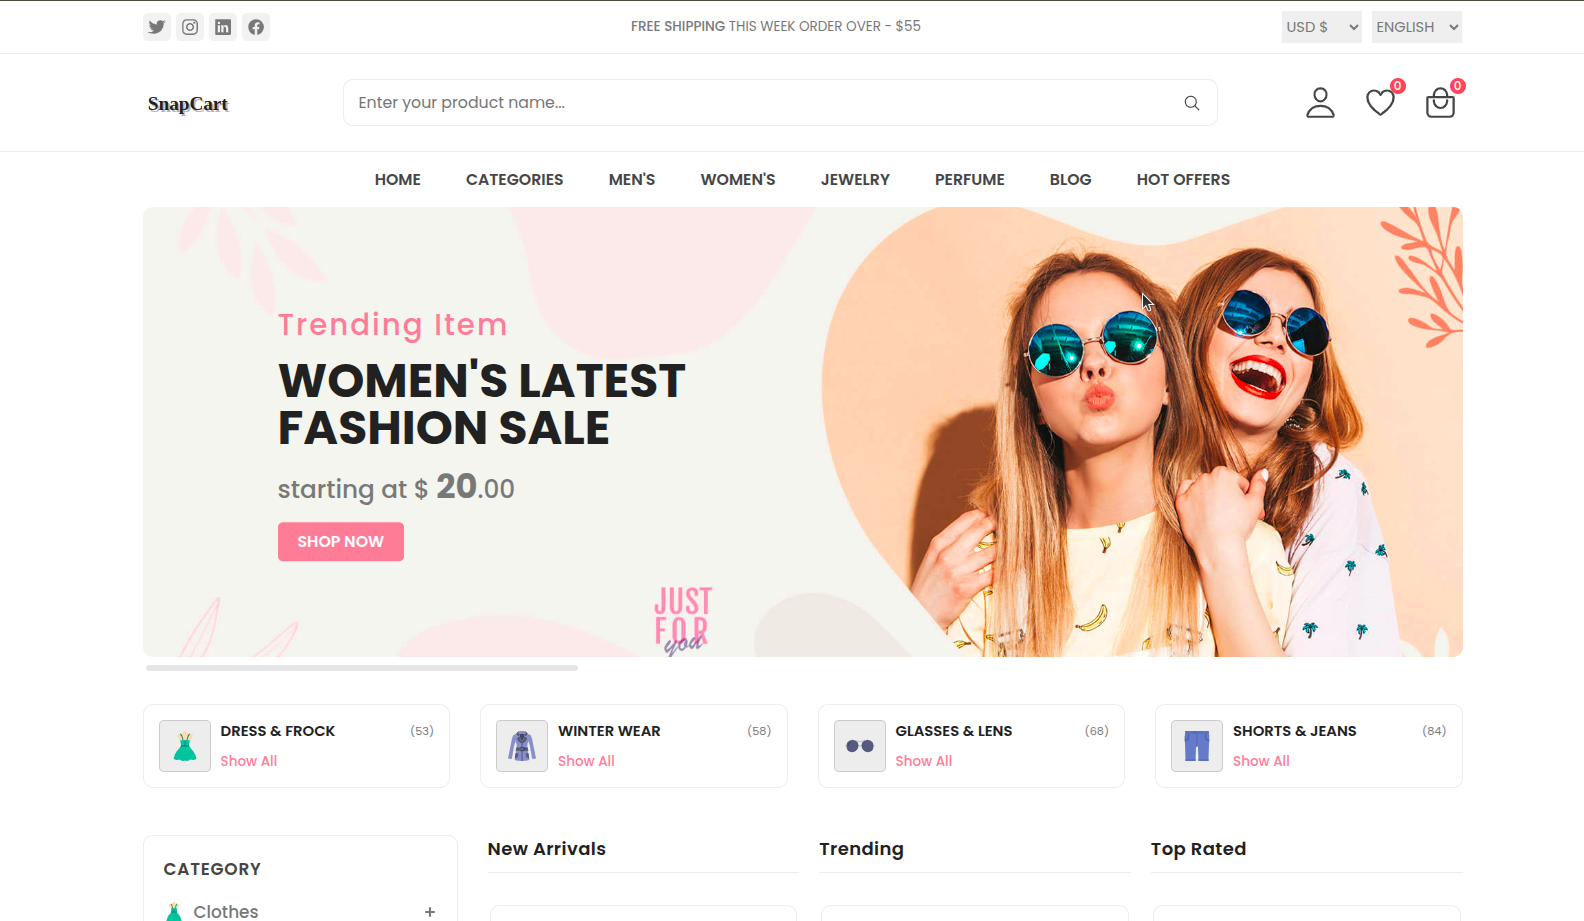 FREE SHIPPING THIS WEEK ORDER OVER - $55
USD $
ENGLISH
SnapCart
Enter your product name...
0
0
HOME
CATEGORIES
MEN'S
WOMEN'S
JEWELRY
PERFUME
BLOG
HOT OFFERS
Trending Item
WOMEN'S LATEST
FASHION SALE
starting at $ 20.00
SHOP NOW
JUST
FOR
you
DRESS & FROCK
(53)
Show All
WINTER WEAR
(58)
Show All
GLASSES & LENS
(68)
Show All
SHORTS & JEANS
(84)
Show All
CATEGORY
Clothes
+
New Arrivals
Trending
Top Rated